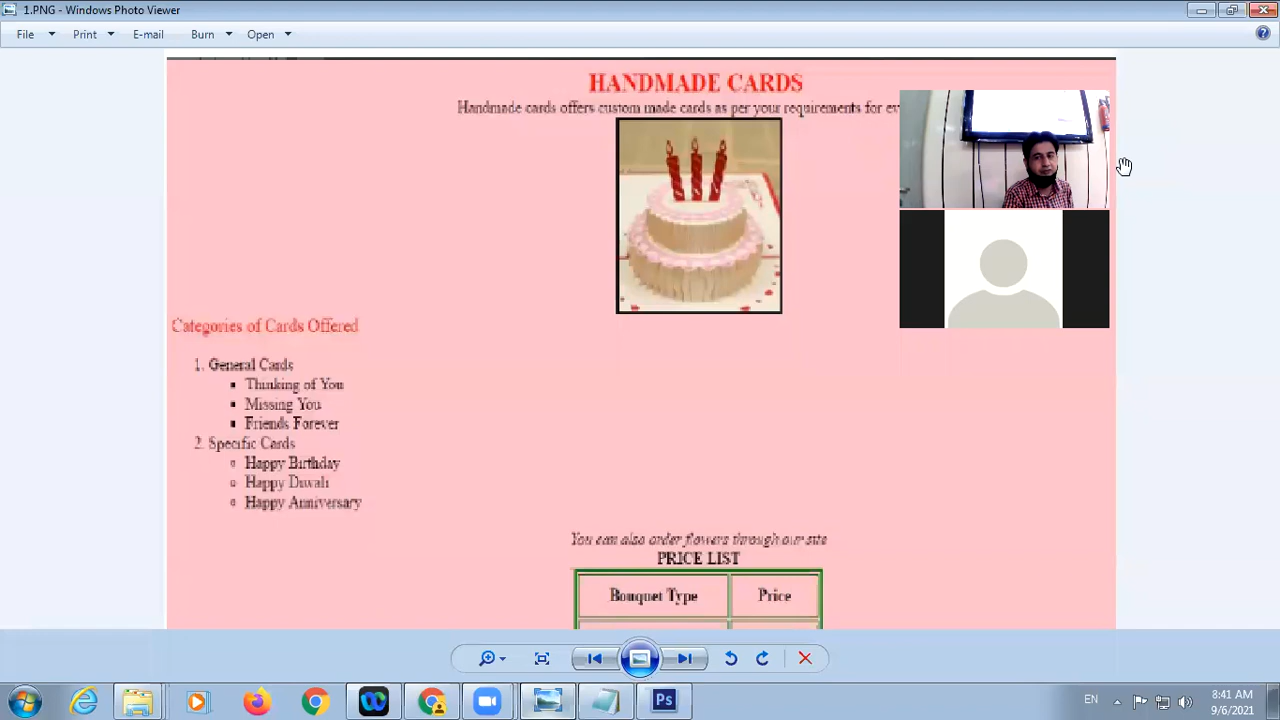 1.PNG - Windows Photo Viewer
File Print E-mail Burn Open
HANDMADE CARDS
Handmade cards offers custom made cards as per your requirements for
Categories of Cards Offered
1. General Cards
Thinking of You
Missing You
Friends Forever
2. Specific Cards
Happy Birthday
Happy Diwali
Happy Anniversary
You can also order flowers through our site
PRICE LIST
Bouquet Type Price
Ps
EN
8:41 AM
9/6/2021